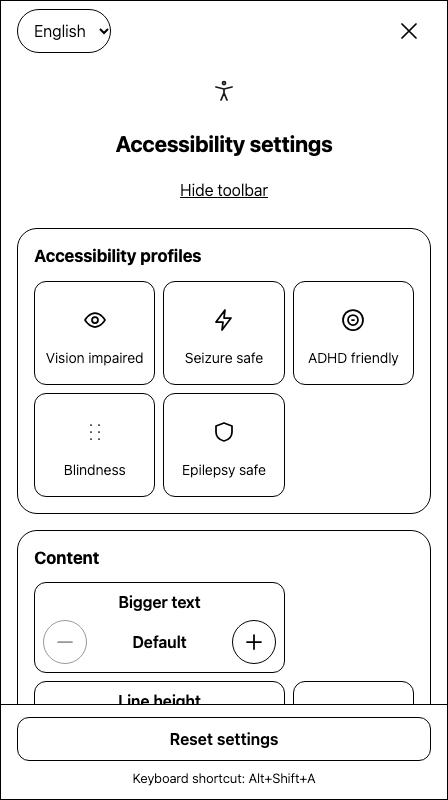 English
Accessibility settings
Hide toolbar
Accessibility profiles
Vision impaired
Seizure safe
ADHD friendly
Blindness
Epilepsy safe
Content
Bigger text
Default
Line height
Reset settings
Keyboard shortcut: Alt+Shift+A